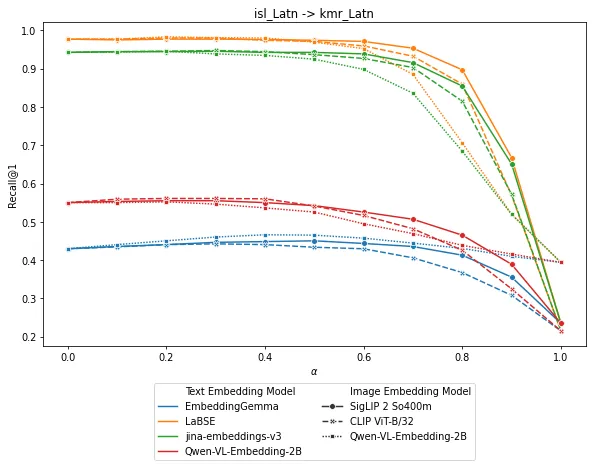 isl_Latn -> kmr_Latn
Recall@1
1.0
0.9
0.8
0.7
0.6
0.5
0.4
0.3
0.2
0.0 0.2 0.4 0.6 0.8 1.0
α
Text Embedding Model Image Embedding Model
EmbeddingGemma SigLIP 2 So400m
LaBSE CLIP ViT-B/32
jina-embeddings-v3 Qwen-VL-Embedding-2B
Qwen-VL-Embedding-2B